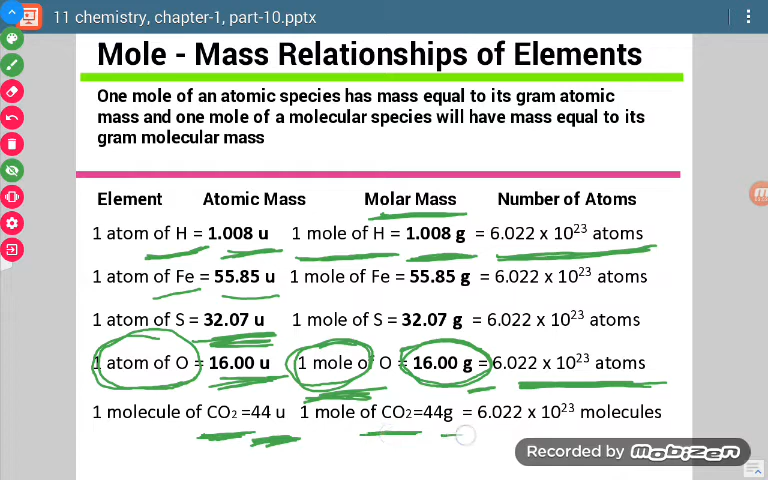 11 chemistry, chapter-1, part-10.pptx
Mole - Mass Relationships of Elements
One mole of an atomic species has mass equal to its gram atomic
mass and one mole of a molecular species will have mass equal to its
gram molecular mass
Element Atomic Mass Molar Mass Number of Atoms
1 atom of H = 1.008 u 1 mole of H = 1.008 g = 6.022 x 10²³ atoms
1 atom of Fe = 55.85 u 1 mole of Fe = 55.85 g = 6.022 x 10²³ atoms
1 atom of S = 32.07 u 1 mole of S = 32.07 g = 6.022 x 10²³ atoms
1 atom of O = 16.00 u 1 mole of O = 16.00 g = 6.022 x 10²³ atoms
1 molecule of CO₂ =44 u 1 mole of CO₂=44g = 6.022 x 10²³ molecules
Recorded by mobizen